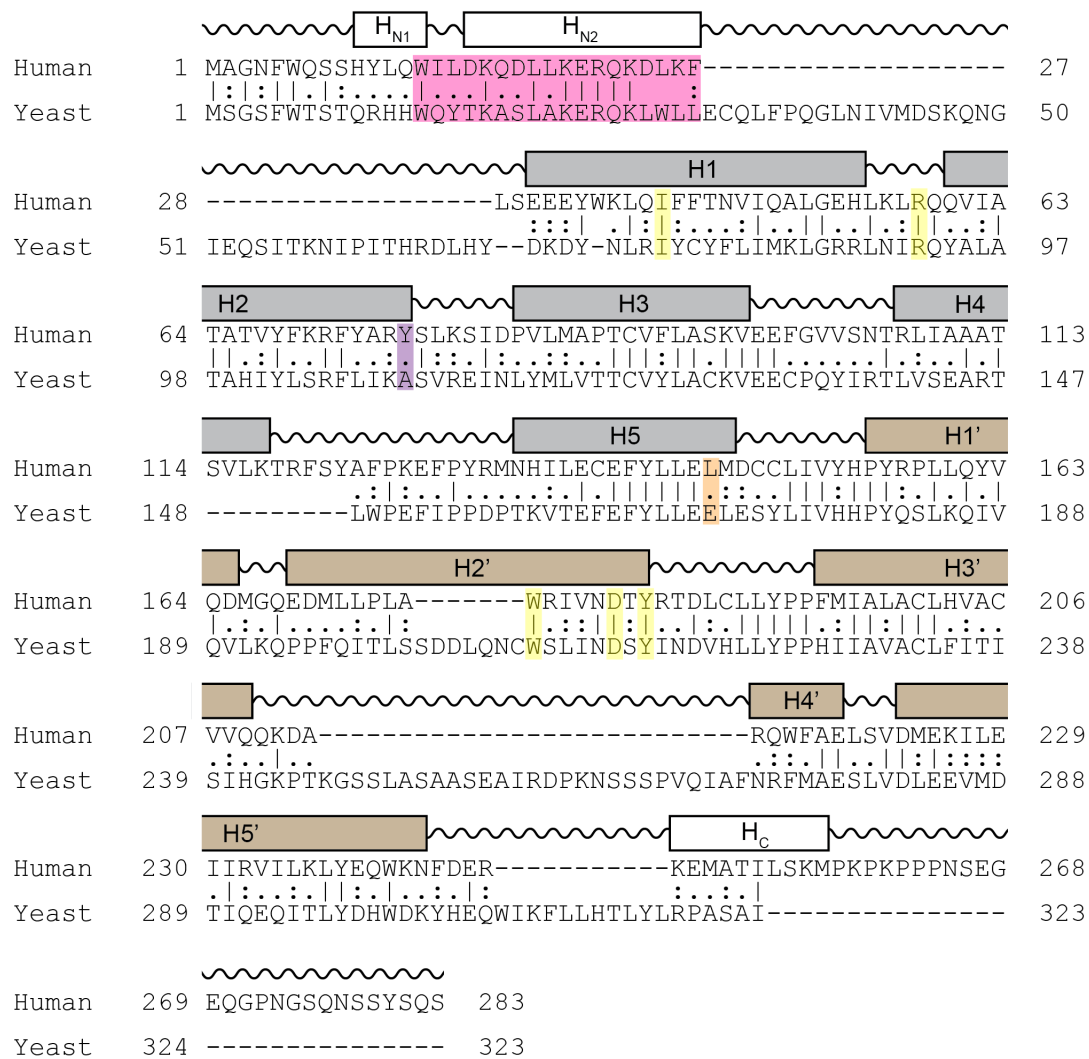 H_N1 H_N2
Human 1 MAGNFWQSSHYLQWILDKQDLLKERQKDLKF-------------------- 27
Yeast 1 MSGSFWTSTQRHHWQYTKASLAKERQKLWLLECQLFPQGLNIVMDSKQNG 50
H1
Human 28 ------------------LSEEEYWKLQIFFTNVIQALGEHLKLRQQVIA 63
Yeast 51 IEQSITKNIPITHRDLHY--DKDY-NLRIYCYFLIMKLGRRLNIRQYALA 97
H2 H3 H4
Human 64 TATVYFKRFYARYSLKSIDPVLMAPTCVFLASKVEEFGVVSNTRLIAAAT 113
Yeast 98 TAHIYLSRFLIKASVREINLYMLVTTCVYLACKVEECPQYIRTLVSEART 147
H5 H1’
Human 114 SVLKTRFSYAFPKEFPYRMNHILECEFYLLELMDCCLIVYHPYRPLLQYV 163
Yeast 148 ---------LWPEFIPPDPTKVTEFEFYLLEELESYLIVHHPYQSLKQIV 188
H2’ H3’
Human 164 QDMGQEDMLLPLA-------WRIVNDTYRTDLCLLYPPFMIALACLHVAC 206
Yeast 189 QVLKQPPFQITLSSDDLQNCWSLINDSYINDVHLLYPPHIIAVACLFITI 238
H4’
Human 207 VVQQKDA---------------------------RQWFAELSVDMEKILE 229
Yeast 239 SIHGKPTKGSSLASAASEAIRDPKNSSSPVQIAFNRFMAESLVDLEEVMD 288
H5’ H_C
Human 230 IIRVILKLYEQWKNFDER-----------KEMATILSKMPKPKPPPNSEG 268
Yeast 289 TIQEQITLYDHWDKYHEQWIKFLLHTLYLRPASAI--------------- 323
Human 269 EQGPNGSQNSSYSQS 283
Yeast 324 --------------- 323